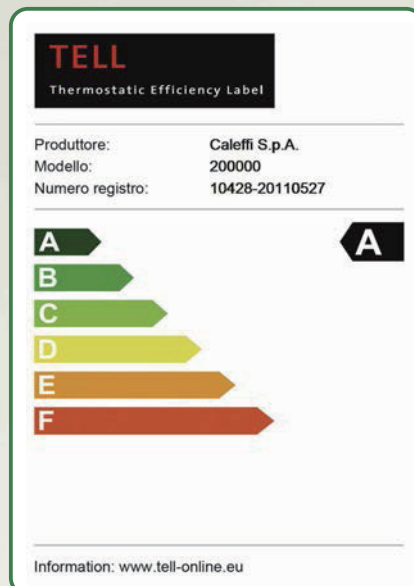 TELL
Thermostatic Efficiency Label
Produttore: Caleffi S.p.A.
Modello: 200000
Numero registro: 10428-20110527
A A
B
C
D
E
F
Information: www.tell-online.eu